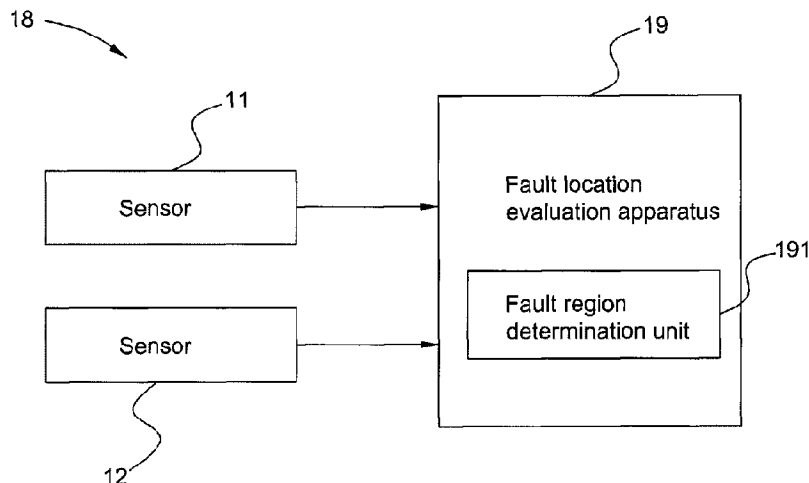 18
19
11
Sensor
Fault location
evaluation apparatus
191
Fault region
determination unit
Sensor
12